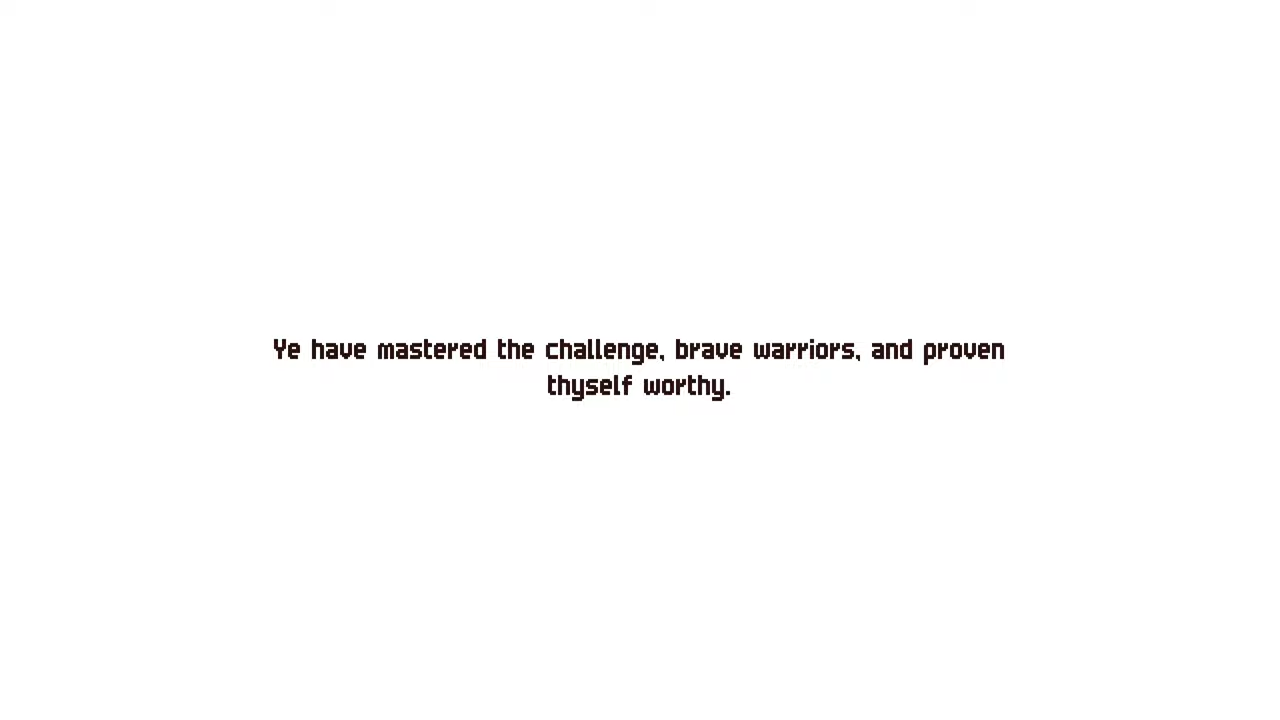 Ye have mastered the challenge, brave warriors, and proven
thyself worthy.